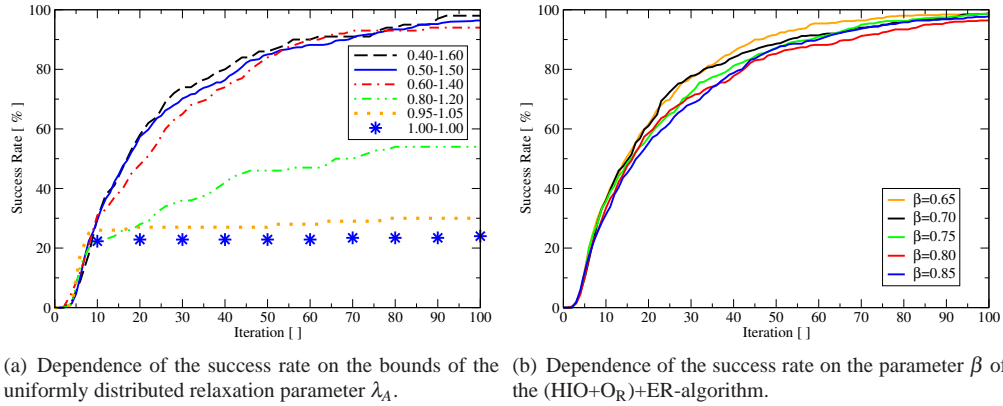 100
80
60
40
20
0
Success Rate [ % ]
0.40-1.60
0.50-1.50
0.60-1.40
0.80-1.20
0.95-1.05
1.00-1.00
0 10 20 30 40 50 60 70 80 90 100
Iteration [ ]
(a) Dependence of the success rate on the bounds of the
uniformly distributed relaxation parameter λ_A.
100
80
60
40
20
0
Success Rate [ % ]
β=0.65
β=0.70
β=0.75
β=0.80
β=0.85
0 10 20 30 40 50 60 70 80 90 100
Iteration [ ]
(b) Dependence of the success rate on the parameter β of
the (HIO+O_R)+ER-algorithm.